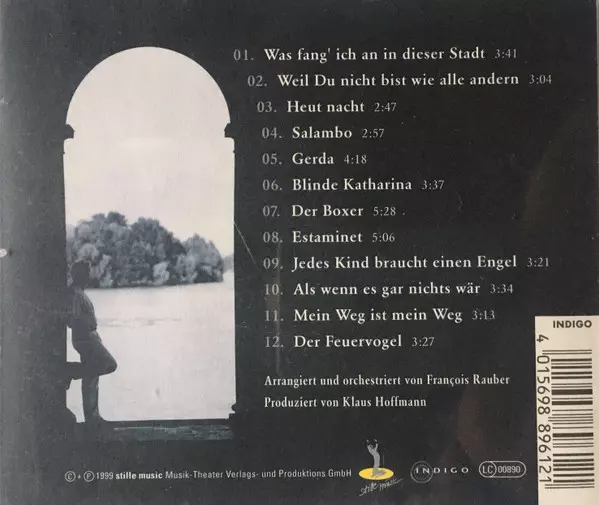 01. Was fang' ich an in dieser Stadt 3:41
02. Weil Du nicht bist wie alle andern 3:04
03. Heut nacht 2:47
04. Salambo 2:57
05. Gerda 4:18
06. Blinde Katharina 3:37
07. Der Boxer 5:28
08. Estaminet 5:06
09. Jedes Kind braucht einen Engel 3:21
10. Als wenn es gar nichts wär 3:34
11. Mein Weg ist mein Weg 3:13
12. Der Feuervogel 3:27
Arrangiert und orchestriert von François Rauber
Produziert von Klaus Hoffmann
INDIGO
4 015698 896121
© + ℗ 1999 stille music Musik-Theater Verlags- und Produktions GmbH
stille music
INDIGO
LC 00890